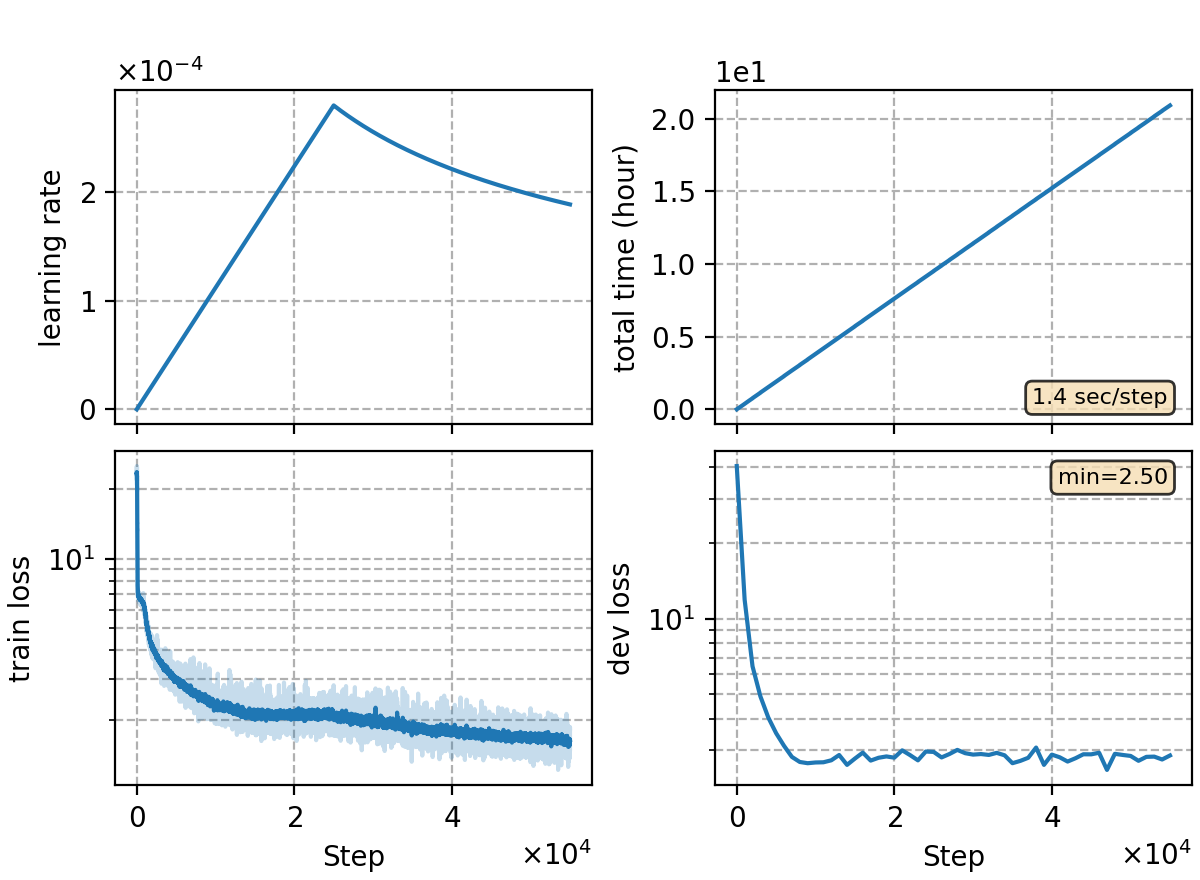 ×10⁻⁴
learning rate
2
1
0
1e1
total time (hour)
2.0
1.5
1.0
0.5
0.0
1.4 sec/step
train loss
10¹
0 2 4
Step
×10⁴
dev loss
10¹
min=2.50
0 2 4
Step
×10⁴